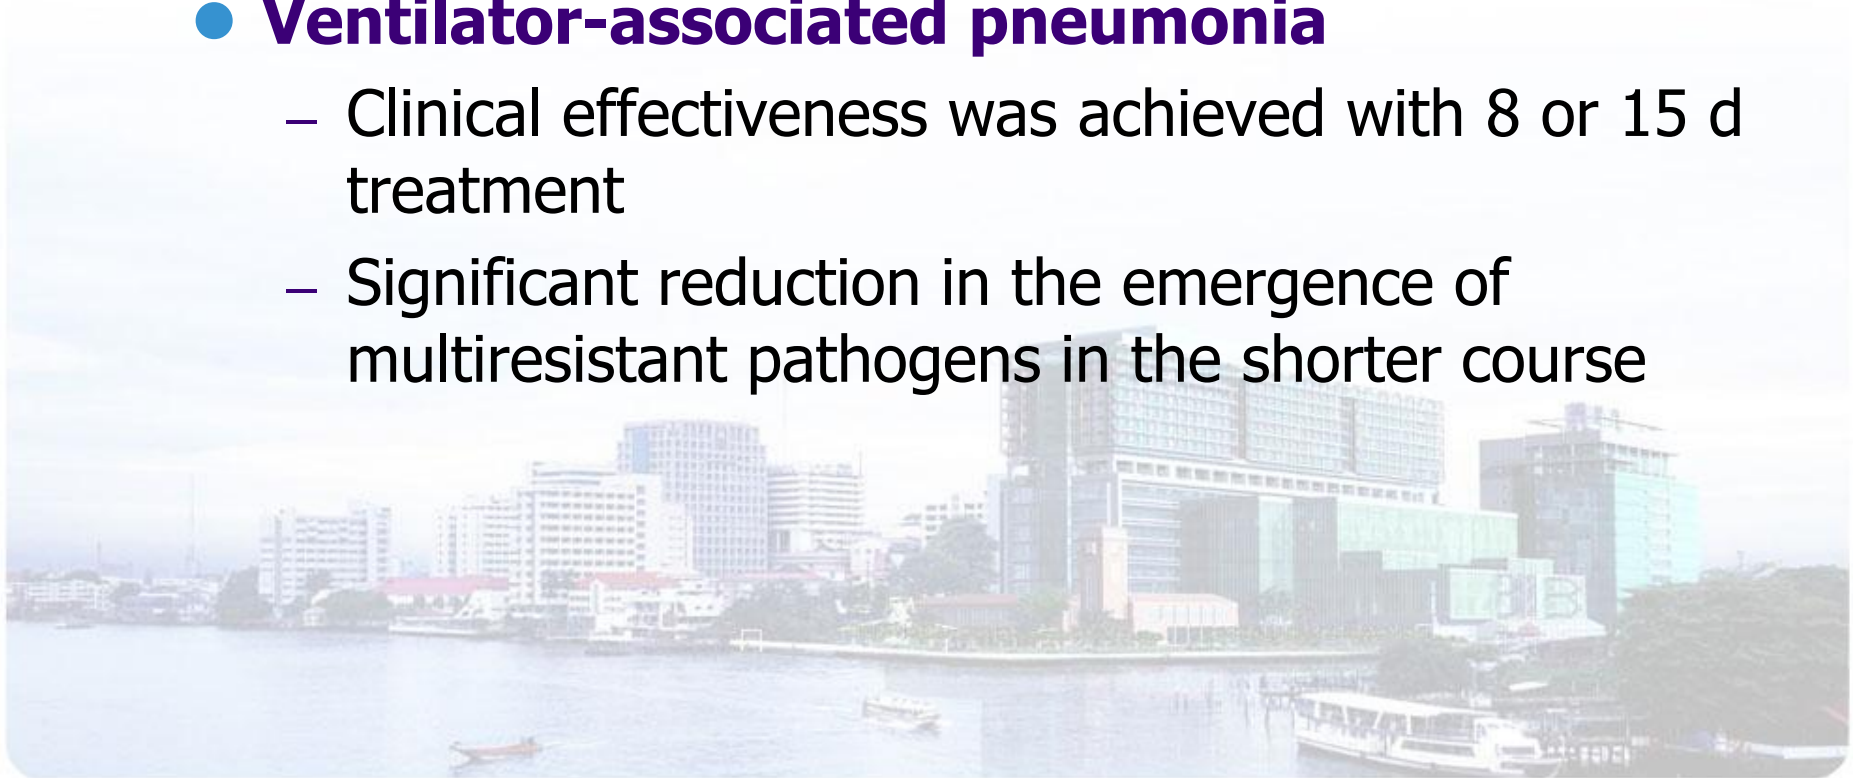 ● Ventilator-associated pneumonia
– Clinical effectiveness was achieved with 8 or 15 d
treatment
– Significant reduction in the emergence of
multiresistant pathogens in the shorter course